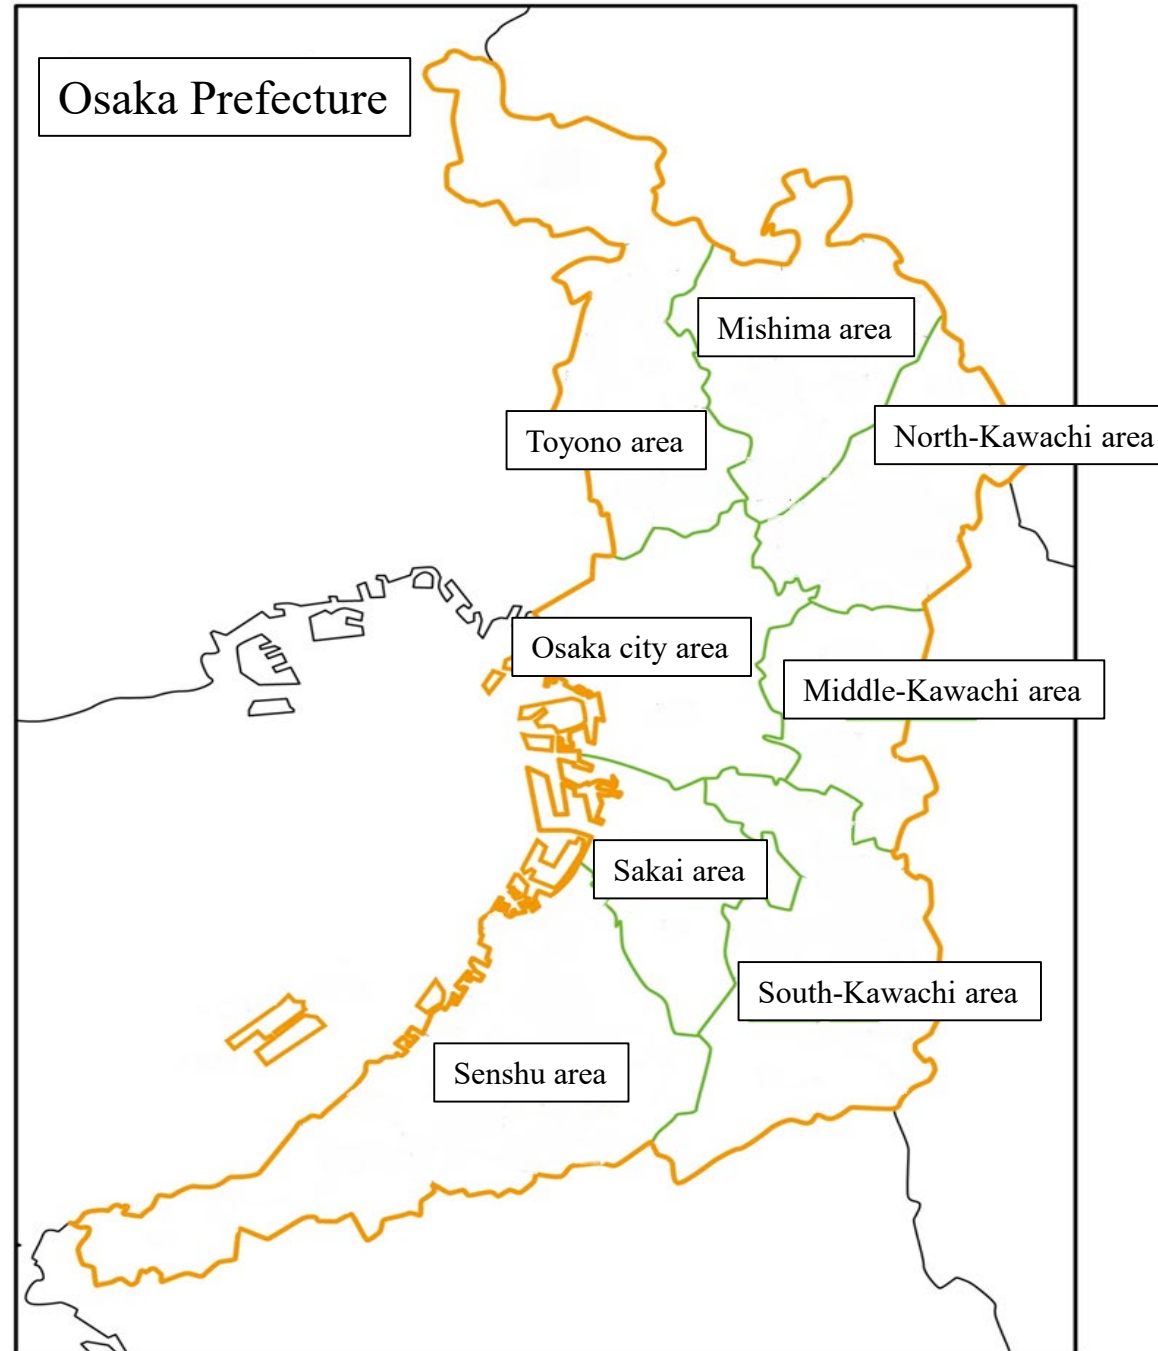 Osaka Prefecture
Mishima area
North-Kawachi area
Toyono area
Osaka city area
Middle-Kawachi area
Sakai area
South-Kawachi area
Senshu area